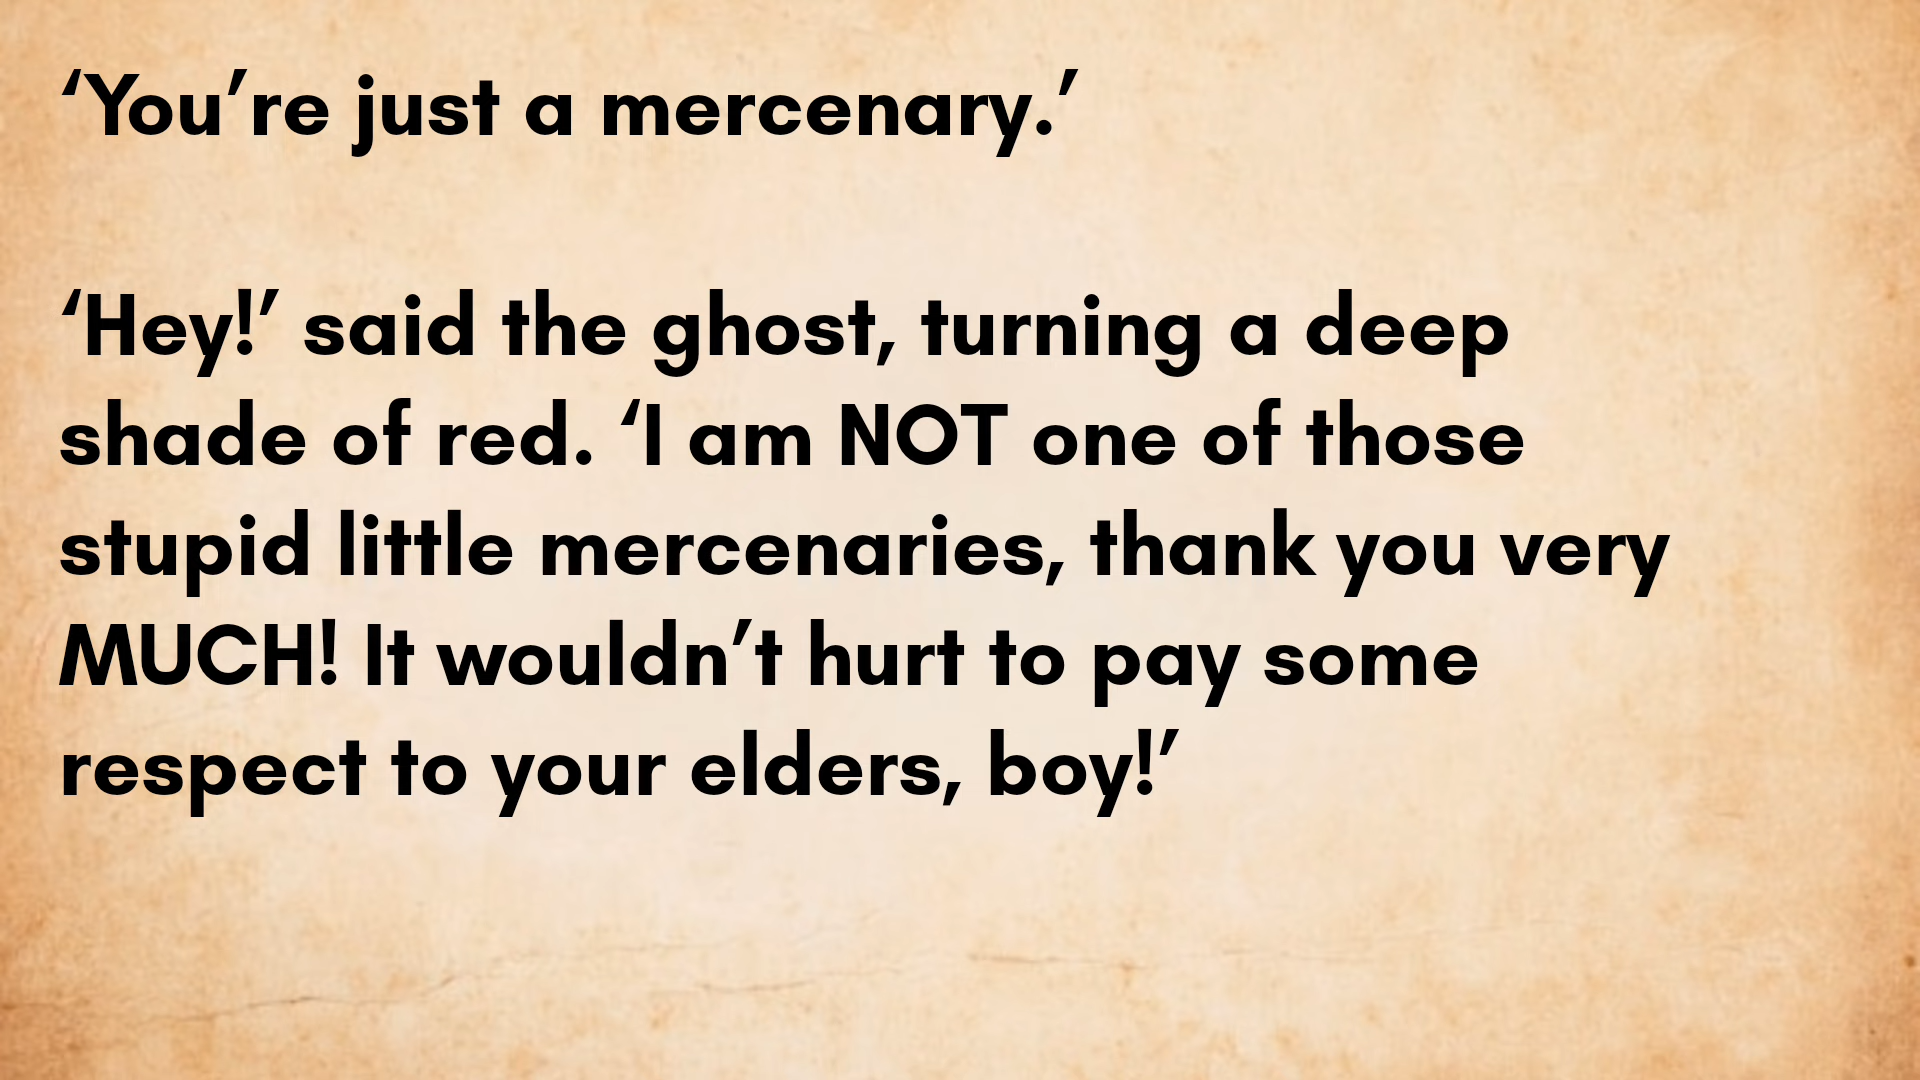 ‘You’re just a mercenary.’
‘Hey!’ said the ghost, turning a deep
shade of red. ‘I am NOT one of those
stupid little mercenaries, thank you very
MUCH! It wouldn’t hurt to pay some
respect to your elders, boy!’